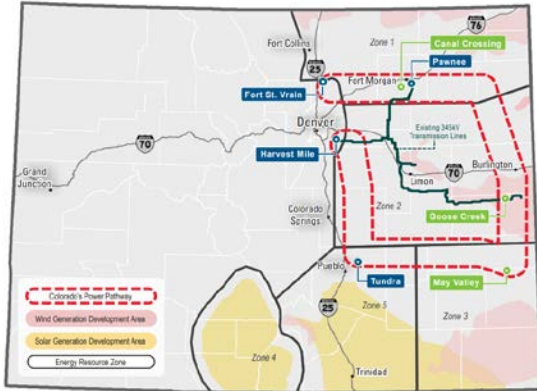 76
Zone 1
Canal Crossing
Fort Collins
25
Pawnee
Fort Morgan
Fort St. Vrain
Denver
Existing 345kV
Transmission Lines
Harvest Mile
70
70
Burlington
Grand
Junction
Limon
Goose Creek
Zone 2
Colorado
Springs
Pueblo
Tundra
May Valley
Colorado's Power Pathway
Wind Generation Development Area
Solar Generation Development Area
Energy Resource Zone
25
Zone 5
Zone 3
Zone 4
Trinidad